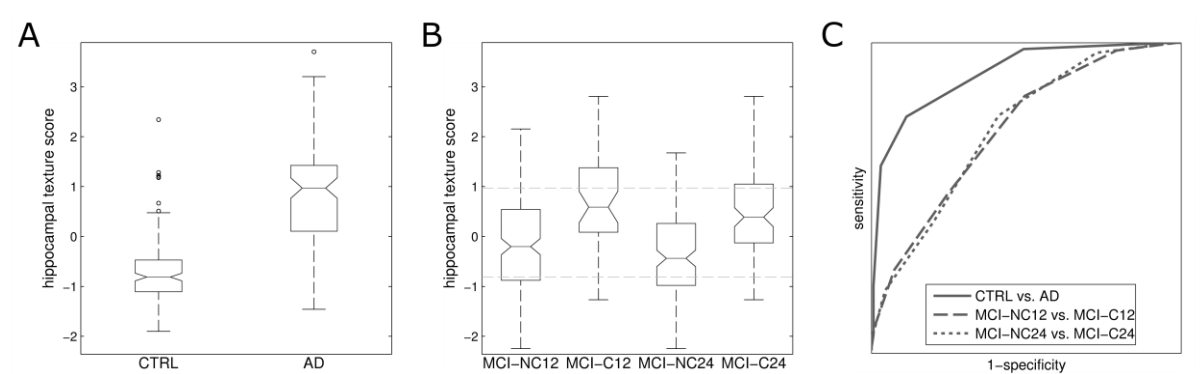 A
hippocampal texture score
3
2
1
0
−1
−2
CTRL AD
B
hippocampal texture score
3
2
1
0
−1
−2
MCI−NC12 MCI−C12 MCI−NC24 MCI−C24
C
sensitivity
CTRL vs. AD
MCI−NC12 vs. MCI−C12
MCI−NC24 vs. MCI−C24
1−specificity